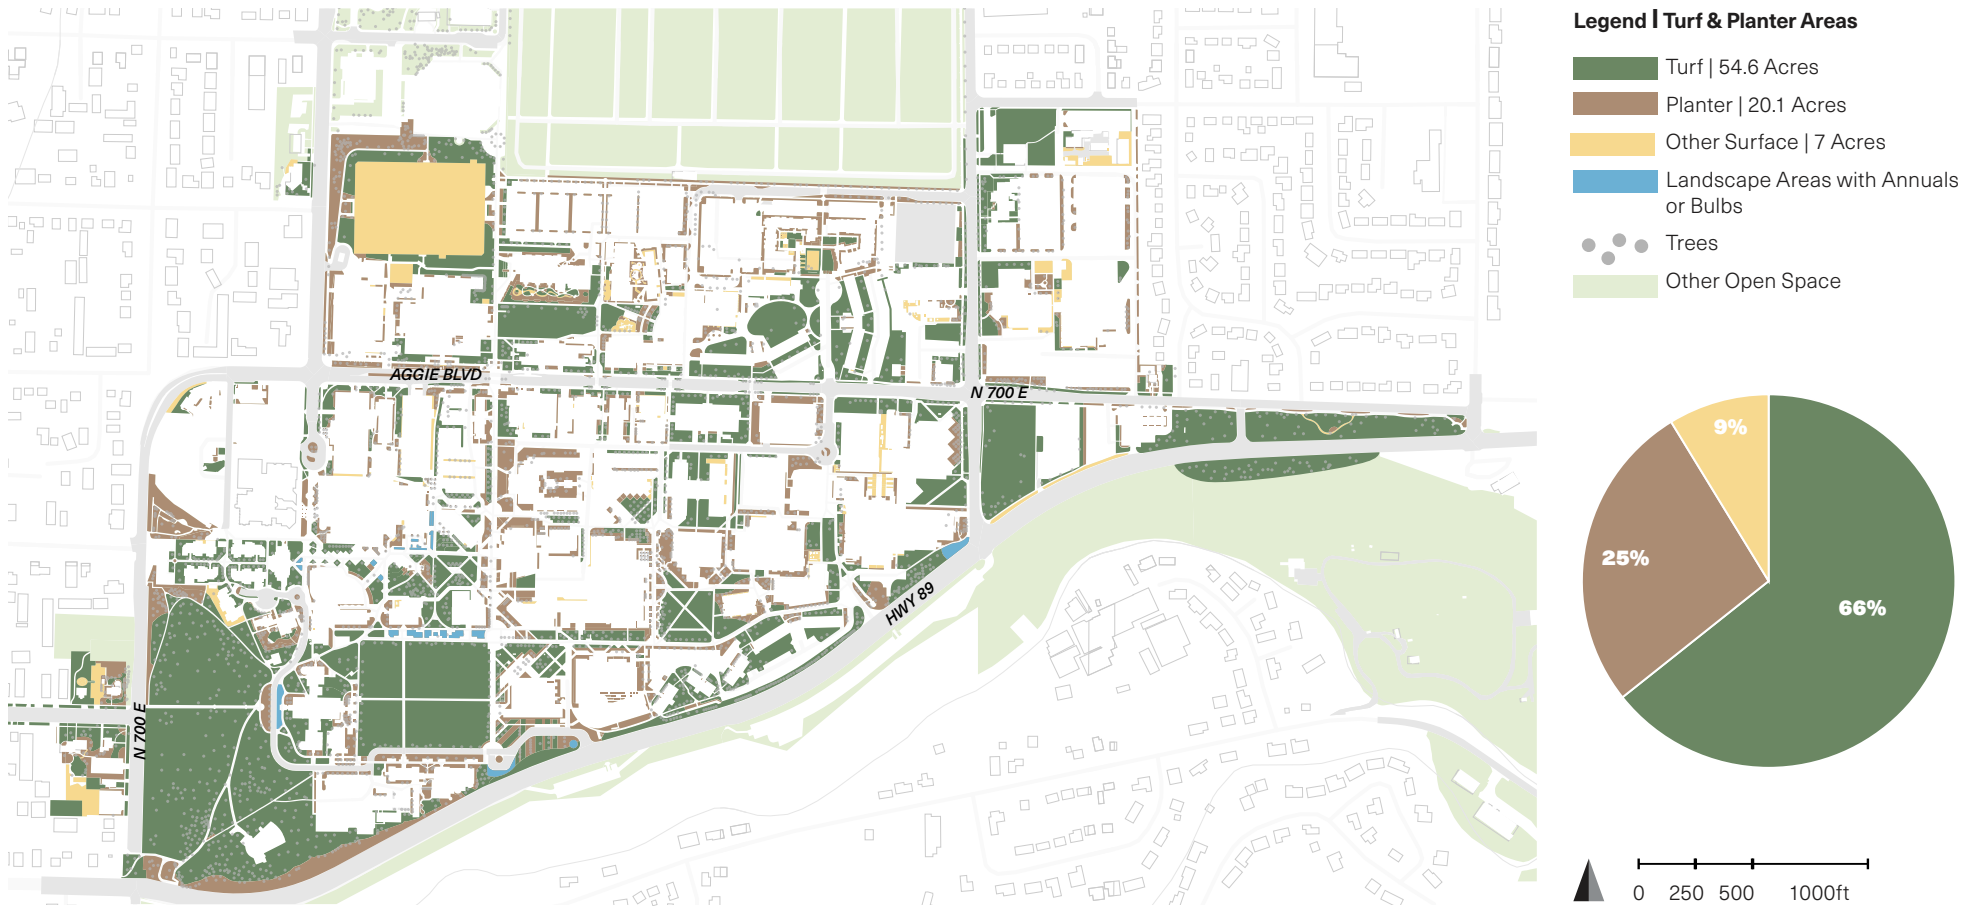 Legend | Turf & Planter Areas
Turf | 54.6 Acres
Planter | 20.1 Acres
Other Surface | 7 Acres
Landscape Areas with Annuals
or Bulbs
Trees
Other Open Space
AGGIE BLVD
N 700 E
HWY 89
N 700 E
9%
25%
66%
0 250 500 1000ft